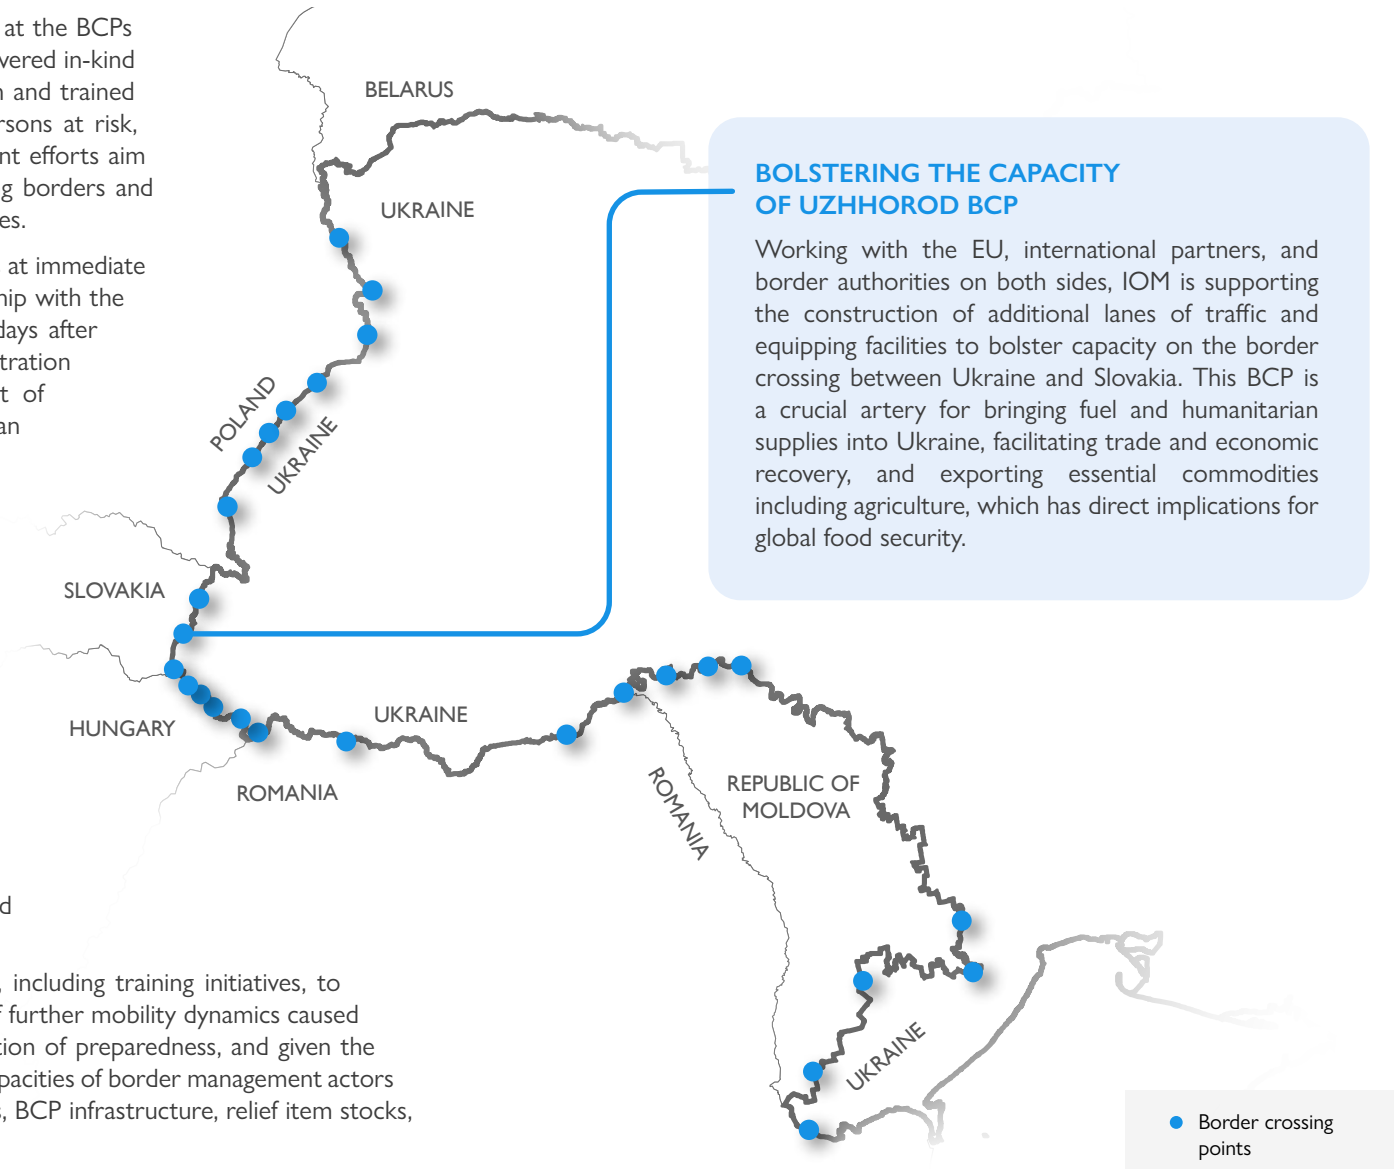 at the BCPs
vered in-kind
and trained
rsons at risk,
nt efforts aim
g borders and
es.
at immediate
hip with the
days after
tration
t of
an
BELARUS
UKRAINE
POLAND
UKRAINE
SLOVAKIA
HUNGARY
UKRAINE
ROMANIA
ROMANIA
REPUBLIC OF
MOLDOVA
UKRAINE
BOLSTERING THE CAPACITY
OF UZHHOROD BCP
Working with the EU, international partners, and
border authorities on both sides, IOM is supporting
the construction of additional lanes of traffic and
equipping facilities to bolster capacity on the border
crossing between Ukraine and Slovakia. This BCP is
a crucial artery for bringing fuel and humanitarian
supplies into Ukraine, facilitating trade and economic
recovery, and exporting essential commodities
including agriculture, which has direct implications for
global food security.
d
, including training initiatives, to
f further mobility dynamics caused
tion of preparedness, and given the
pacities of border management actors
s, BCP infrastructure, relief item stocks,
Border crossing
points